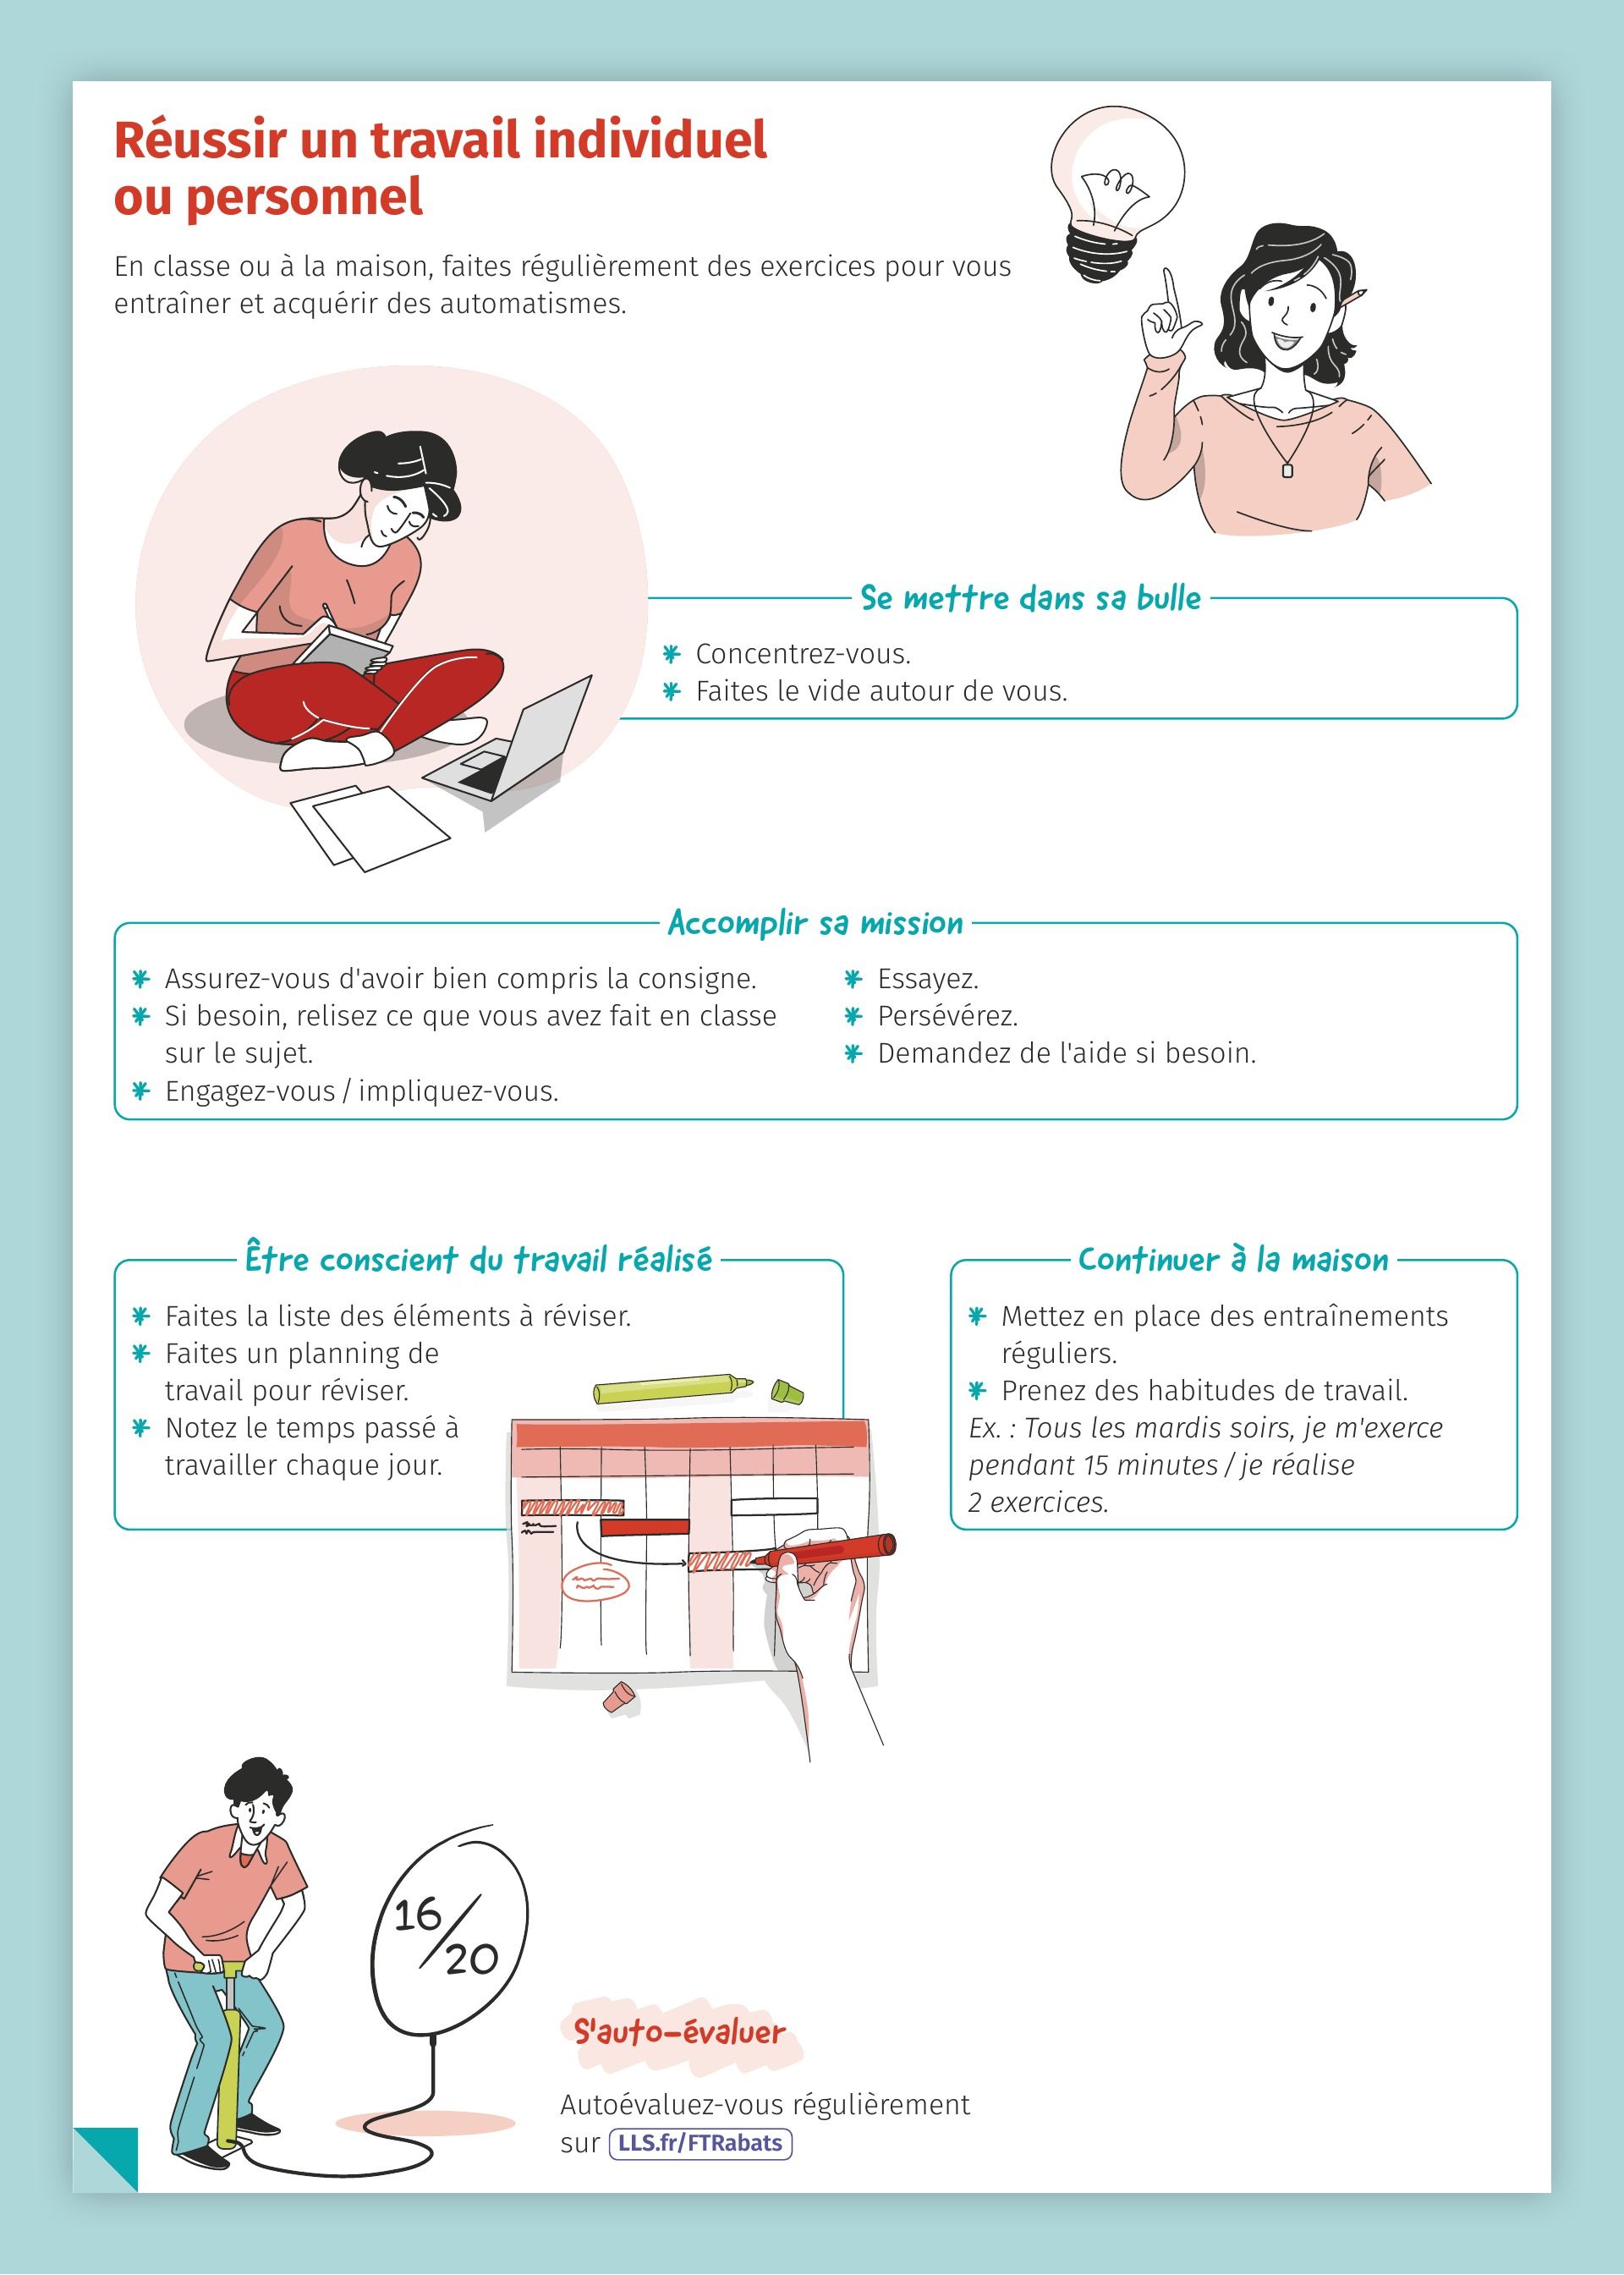 Réussir un travail individuel
ou personnel
En classe ou à la maison, faites régulièrement des exercices pour vous
entraîner et acquérir des automatismes.
Se mettre dans sa bulle
* Concentrez-vous.
* Faites le vide autour de vous.
Accomplir sa mission
* Assurez-vous d'avoir bien compris la consigne.
* Si besoin, relisez ce que vous avez fait en classe
sur le sujet.
* Engagez-vous / impliquez-vous.
* Essayez.
* Persévérez.
* Demandez de l'aide si besoin.
Être conscient du travail réalisé
* Faites la liste des éléments à réviser.
* Faites un planning de
travail pour réviser.
* Notez le temps passé à
travailler chaque jour.
Continuer à la maison
* Mettez en place des entraînements
réguliers.
* Prenez des habitudes de travail.
Ex. : Tous les mardis soirs, je m'exerce
pendant 15 minutes / je réalise
2 exercices.
16/20
S'auto-évaluer
Autoévaluez-vous régulièrement
sur LLS.fr/FTRabats